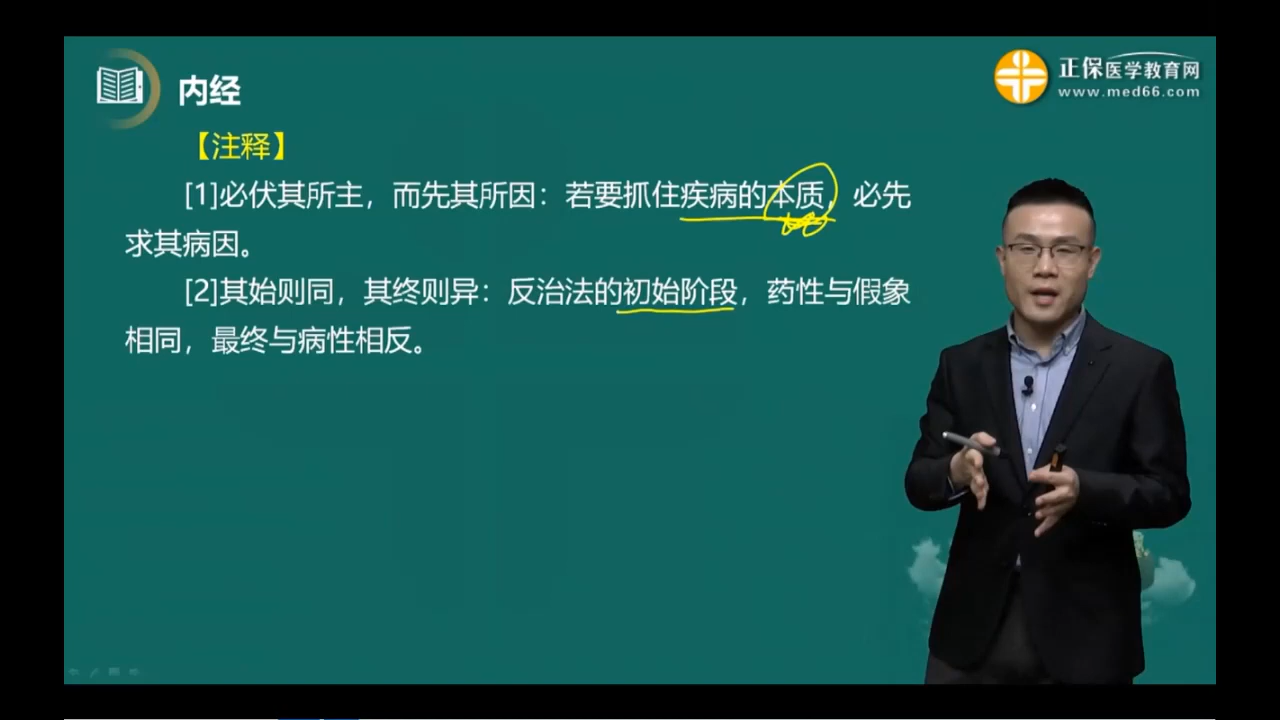 内经
正保医学教育网
www.med66.com
【注释】
[1]必伏其所主，而先其所因：若要抓住疾病的本质，必先
求其病因。
[2]其始则同，其终则异：反治法的初始阶段，药性与假象
相同，最终与病性相反。